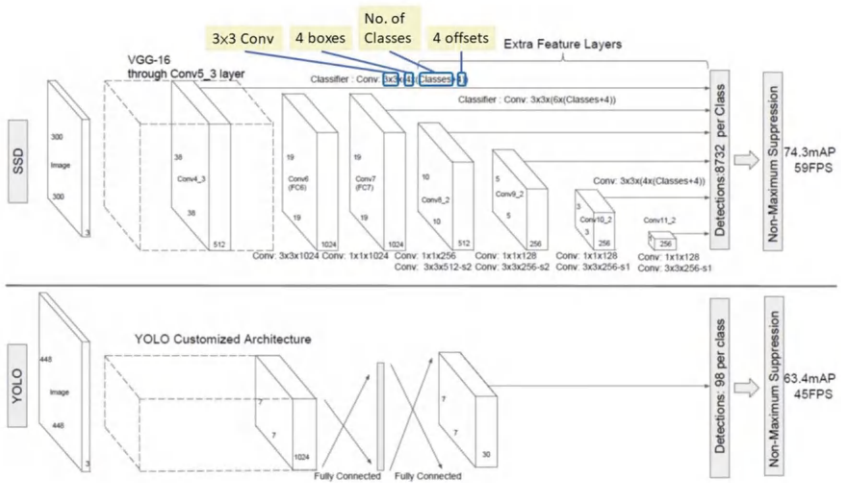 3x3 Conv
4 boxes
No. of
Classes
4 offsets
Extra Feature Layers
VGG-16
through Conv5_3 layer
Classifier : Conv: 3x3x(4x(Classes+4))
Classifier : Conv: 3x3x(6x(Classes+4))
SSD
300
Image
300
3
38
Conv4_3
38
512
19
Conv6
(FC6)
19
1024
19
Conv7
(FC7)
19
1024
10
Conv8_2
10
512
5
Conv9_2
5
256
Conv: 3x3x(4x(Classes+4))
3
Conv10_2
3
256
Conv11_2
256
Conv: 3x3x1024
Conv: 1x1x1024
Conv: 1x1x256
Conv: 3x3x512-s2
Conv: 1x1x128
Conv: 3x3x256-s2
Conv: 1x1x128
Conv: 3x3x256-s1
Conv: 1x1x128
Conv: 3x3x256-s1
Detections:8732 per Class
Non-Maximum Suppression
74.3mAP
59FPS
YOLO
448
Image
448
3
YOLO Customized Architecture
7
7
1024
Fully Connected
Fully Connected
7
7
30
Detections: 98 per class
Non-Maximum Suppression
63.4mAP
45FPS